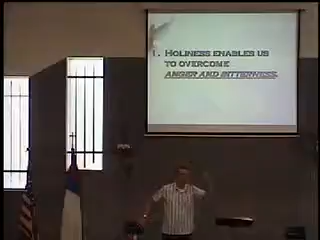 1. HOLINESS ENABLES US
TO OVERCOME
ANGER AND BITTERNESS.